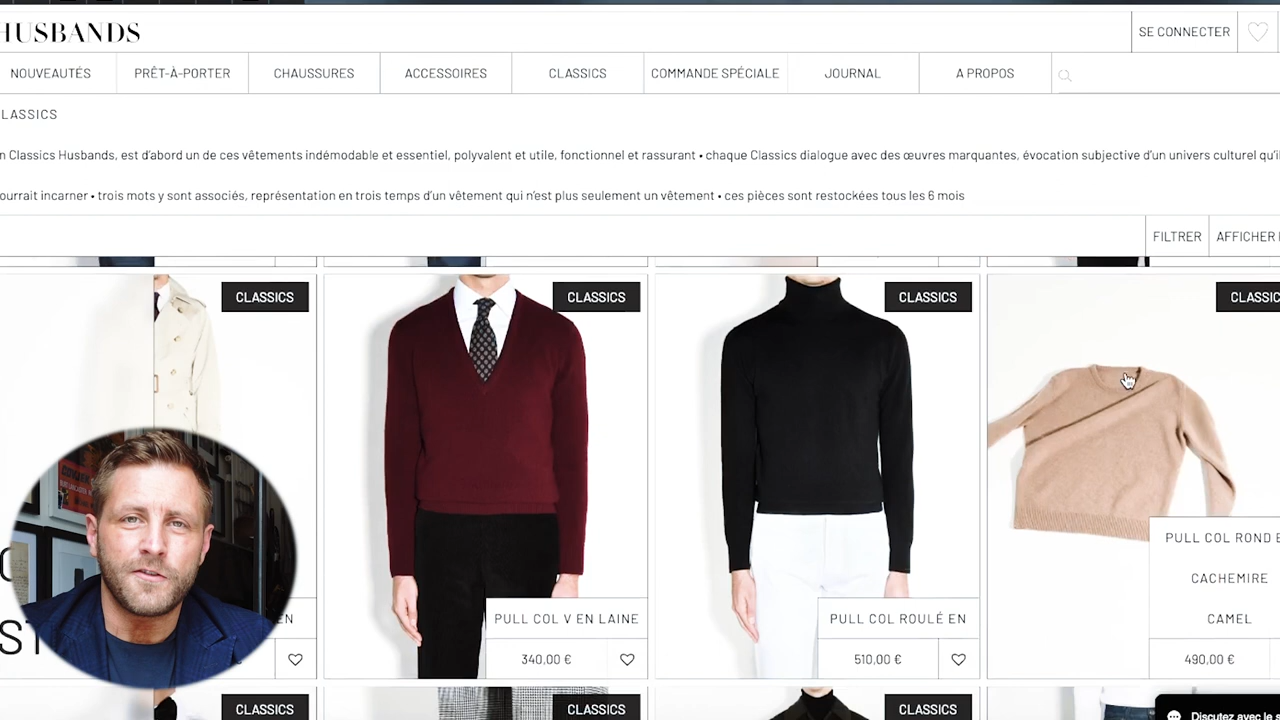 HUSBANDS
SE CONNECTER
NOUVEAUTÉS
PRÊT-À-PORTER
CHAUSSURES
ACCESSOIRES
CLASSICS
COMMANDE SPÉCIALE
JOURNAL
A PROPOS
LASSICS
n Classics Husbands, est d'abord un de ces vêtements indémodable et essentiel, polyvalent et utile, fonctionnel et rassurant • chaque Classics dialogue avec des œuvres marquantes, évocation subjective d'un univers culturel qu'i
ourrait incarner • trois mots y sont associés, représentation en trois temps d'un vêtement qui n'est plus seulement un vêtement • ces pièces sont restockées tous les 6 mois
FILTRER
AFFICHER
CLASSICS
CLASSICS
CLASSICS
CLASSIC
EN
PULL COL V EN LAINE
340,00 €
PULL COL ROULÉ EN
510,00 €
PULL COL ROND E
CACHEMIRE
CAMEL
490,00 €
ST
CLASSICS
CLASSICS
CLASSICS
Discutez avec le